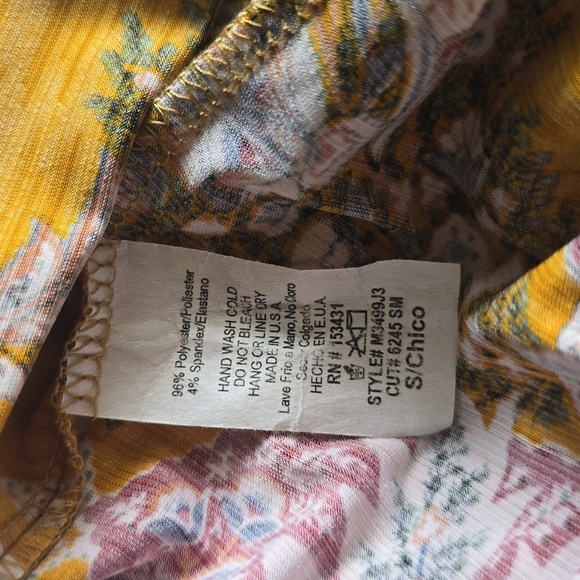 96% Polyester/Poliester
4% Spandex/Elastano
HAND WASH COLD
DO NOT BLEACH
HANG OR LINE DRY
MADE IN U.S.A
Lave Frio a Mano, No Cloro
Colgado
HECHO EN E.U.A
RN # 153431
STYLE# M3499J3
CUT# 6245 SM
S/Chico